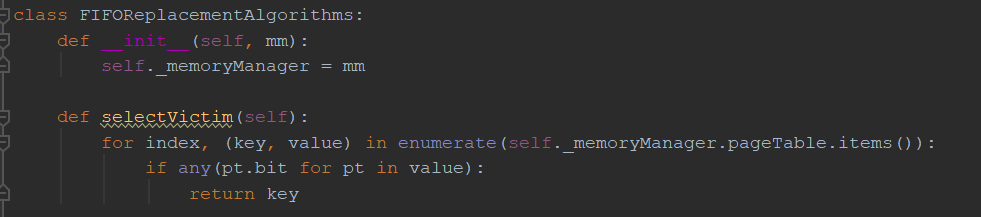 class FIFOReplacementAlgorithms:
    def __init__(self, mm):
        self._memoryManager = mm

    def selectVictim(self):
        for index, (key, value) in enumerate(self._memoryManager.pageTable.items()):
            if any(pt.bit for pt in value):
                return key